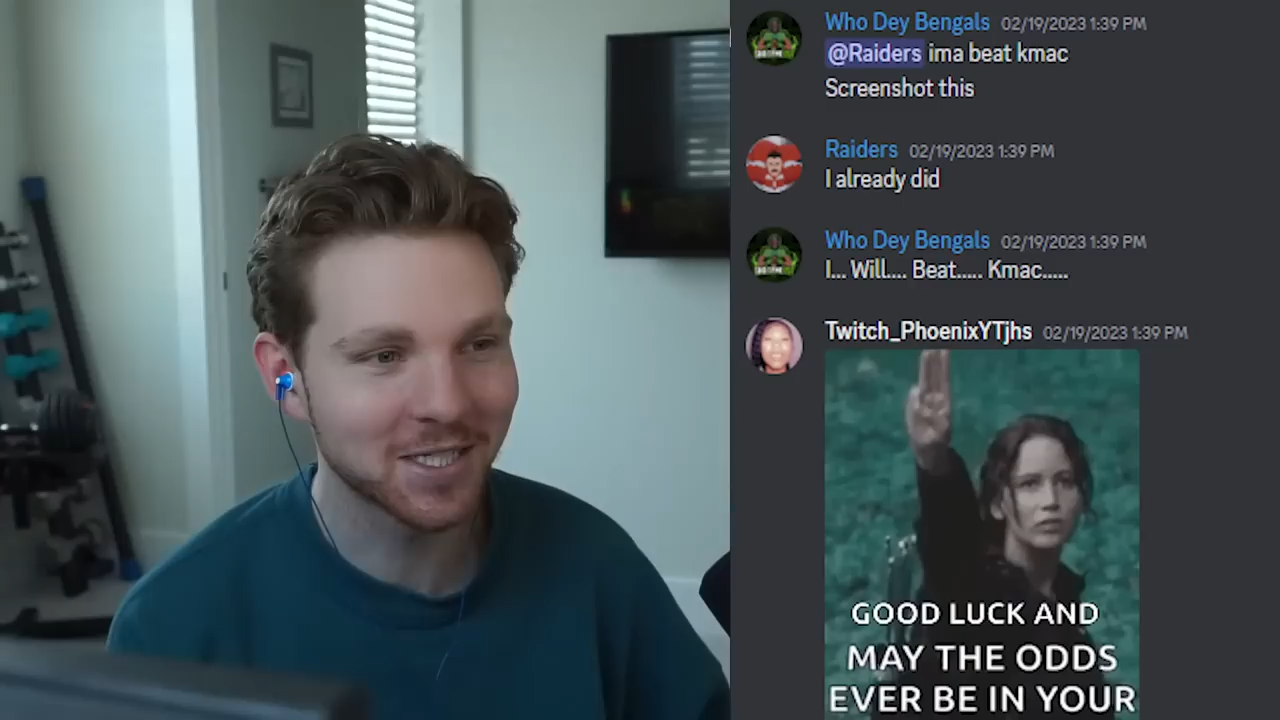 Who Dey Bengals 02/19/2023 1:39 PM
@Raiders ima beat kmac
Screenshot this
Raiders 02/19/2023 1:39 PM
I already did
Who Dey Bengals 02/19/2023 1:39 PM
I... Will.... Beat..... Kmac.....
Twitch_PhoenixYTjhs 02/19/2023 1:39 PM
GOOD LUCK AND
MAY THE ODDS
EVER BE IN YOUR